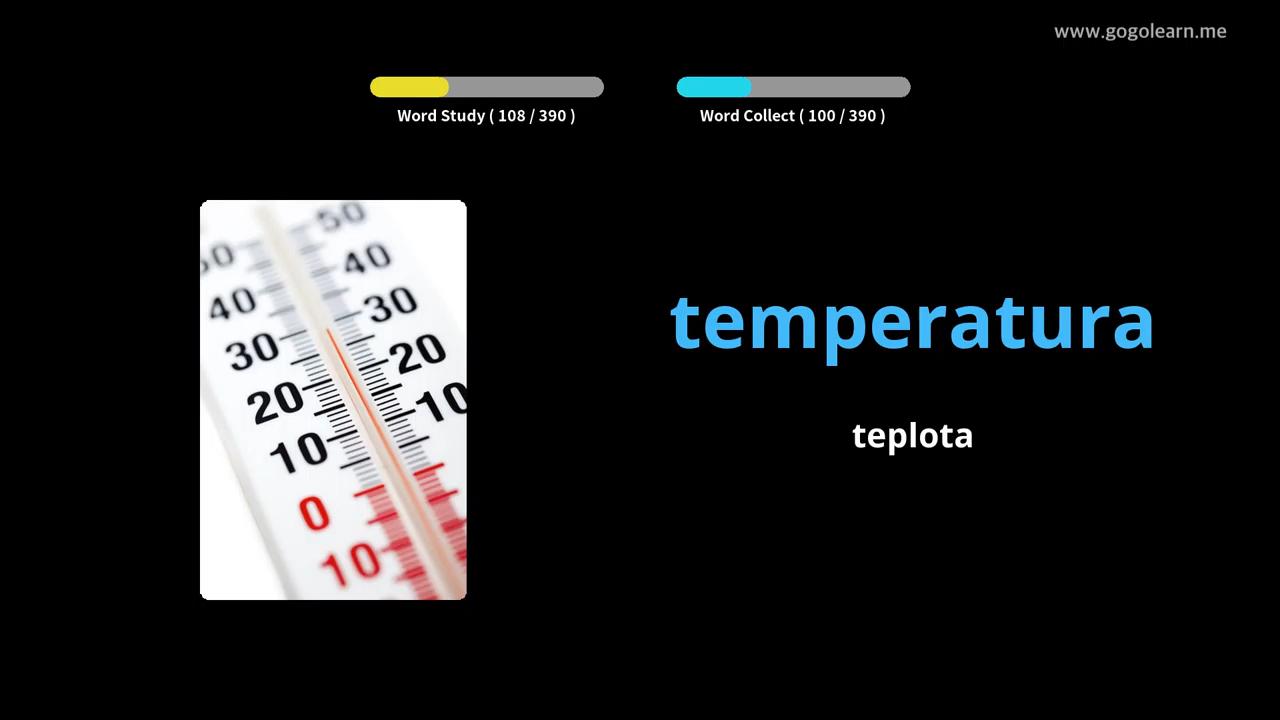 www.gogolearn.me
Word Study ( 108 / 390 )
Word Collect ( 100 / 390 )
50
40
40
30
30
20
20
10
10
0
10
temperatura
teplota